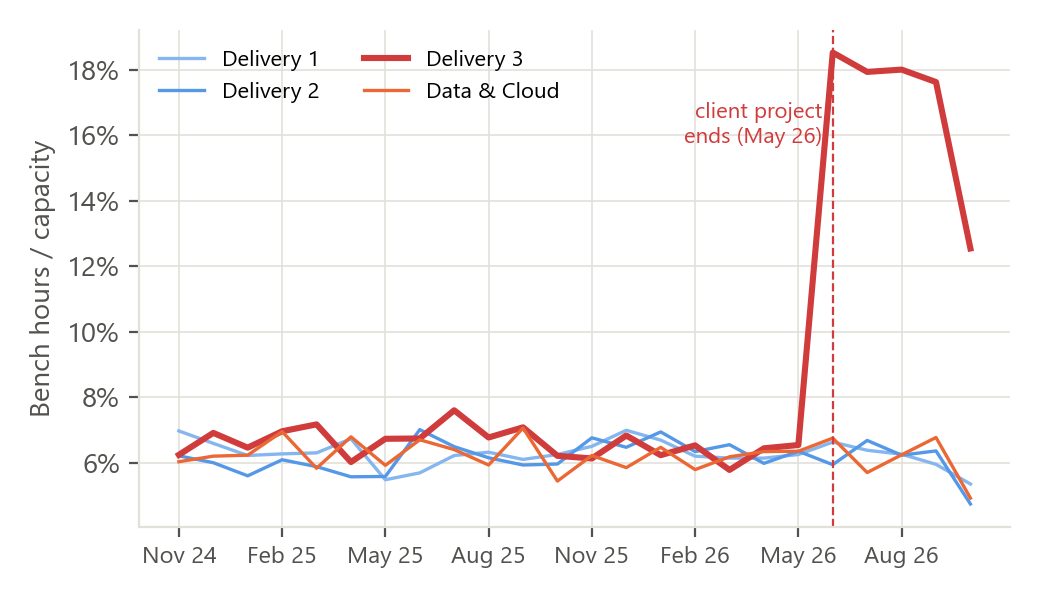 Delivery 1
Delivery 2
Delivery 3
Data & Cloud
client project
ends (May 26)
Bench hours / capacity
18%
16%
14%
12%
10%
8%
6%
Nov 24
Feb 25
May 25
Aug 25
Nov 25
Feb 26
May 26
Aug 26